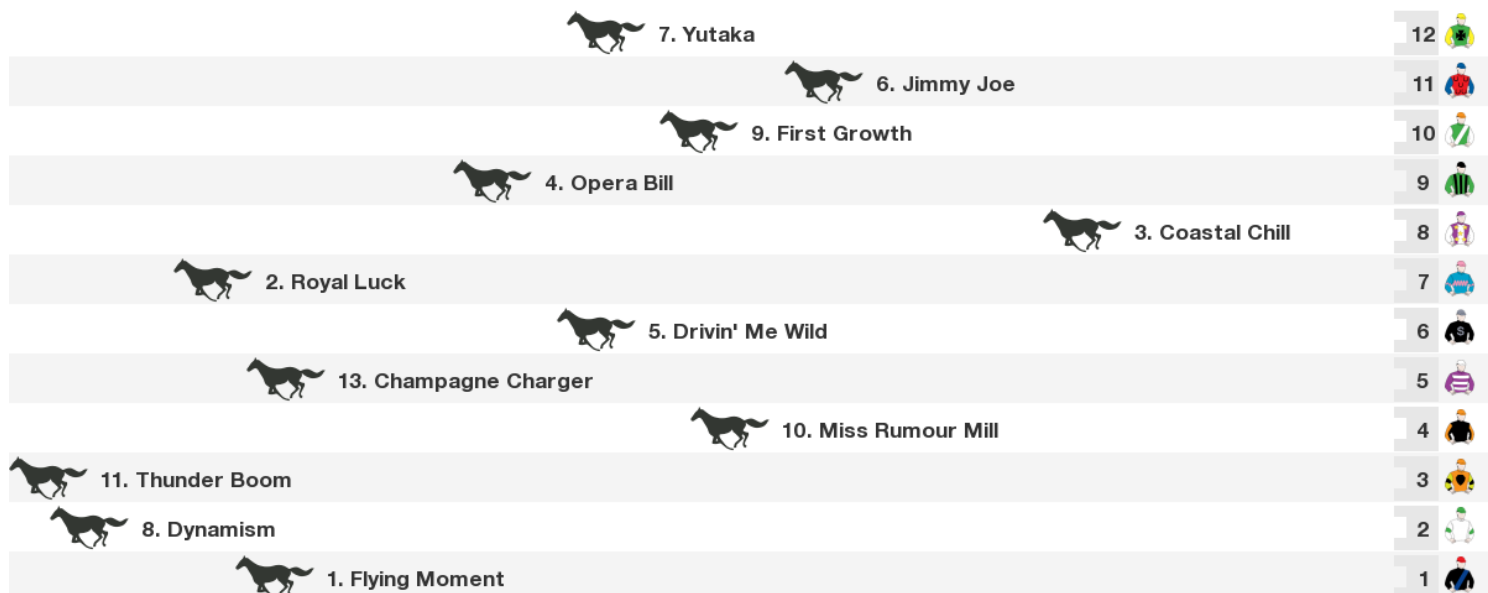 7. Yutaka 12
6. Jimmy Joe 11
9. First Growth 10
4. Opera Bill 9
3. Coastal Chill 8
2. Royal Luck 7
5. Drivin' Me Wild 6
S
13. Champagne Charger 5
10. Miss Rumour Mill 4
11. Thunder Boom 3
8. Dynamism 2
1. Flying Moment 1